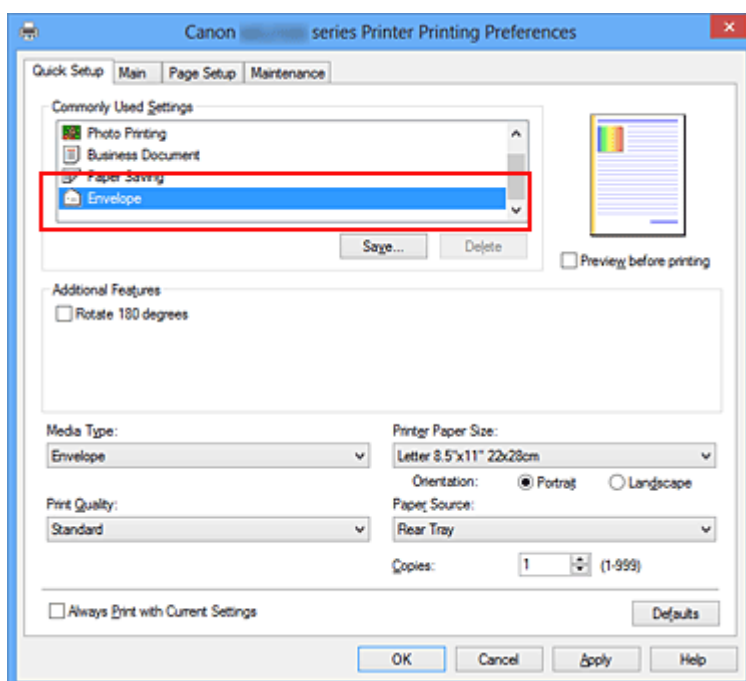 Canon series Printer Printing Preferences
Quick Setup Main Page Setup Maintenance
Commonly Used Settings
Photo Printing
Business Document
Paper Saving
Envelope
Save... Delete
Preview before printing
Additional Features
Rotate 180 degrees
Media Type: Printer Paper Size:
Envelope Letter 8.5"x11" 22x28cm
Orientation: Portrait Landscape
Print Quality: Paper Source:
Standard Rear Tray
Copies: 1 (1-999)
Always Print with Current Settings Defaults
OK Cancel Apply Help